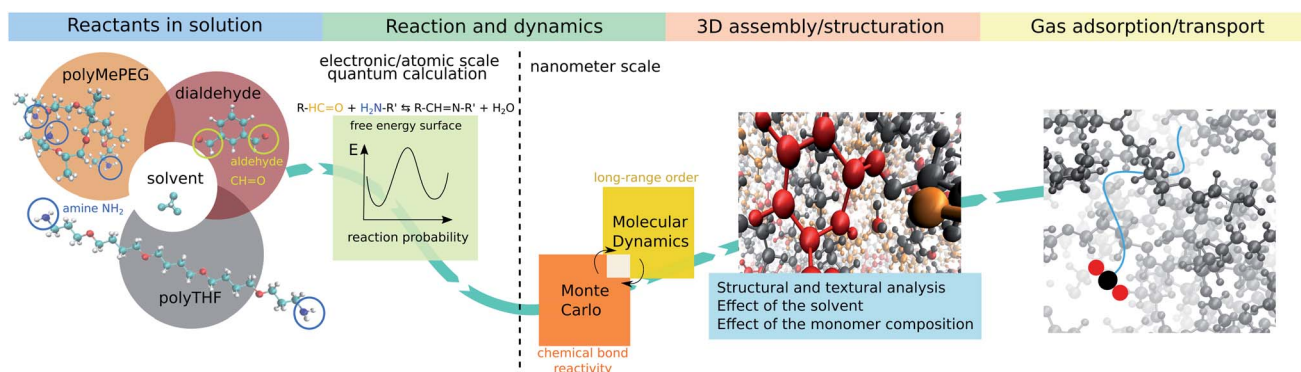 Reactants in solution
Reaction and dynamics
3D assembly/structuration
Gas adsorption/transport
polyMePEG
dialdehyde
aldehyde
CH=O
solvent
amine NH₂
polyTHF
electronic/atomic scale
quantum calculation
R-HC=O + H₂N-R' ⇆ R-CH=N-R' + H₂O
free energy surface
E
reaction probability
nanometer scale
long-range order
Molecular
Dynamics
Monte
Carlo
chemical bond
reactivity
Structural and textural analysis
Effect of the solvent
Effect of the monomer composition